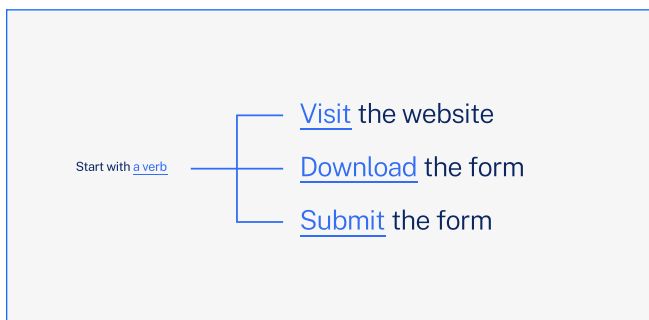 Visit the website
Start with a verb
Download the form
Submit the form